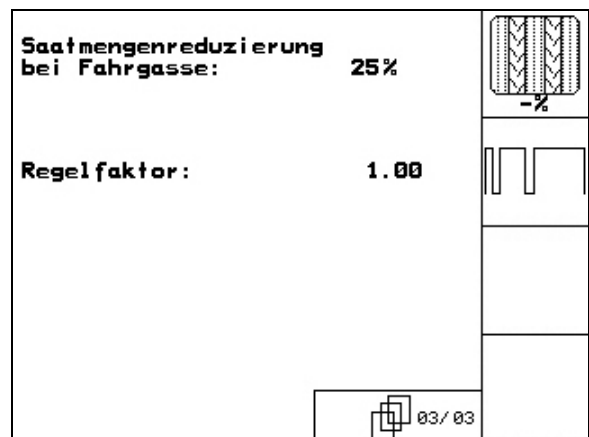 Saatmengenreduzierung
bei Fahrgasse: 25%
-%
Regelfaktor: 1.00
03/03